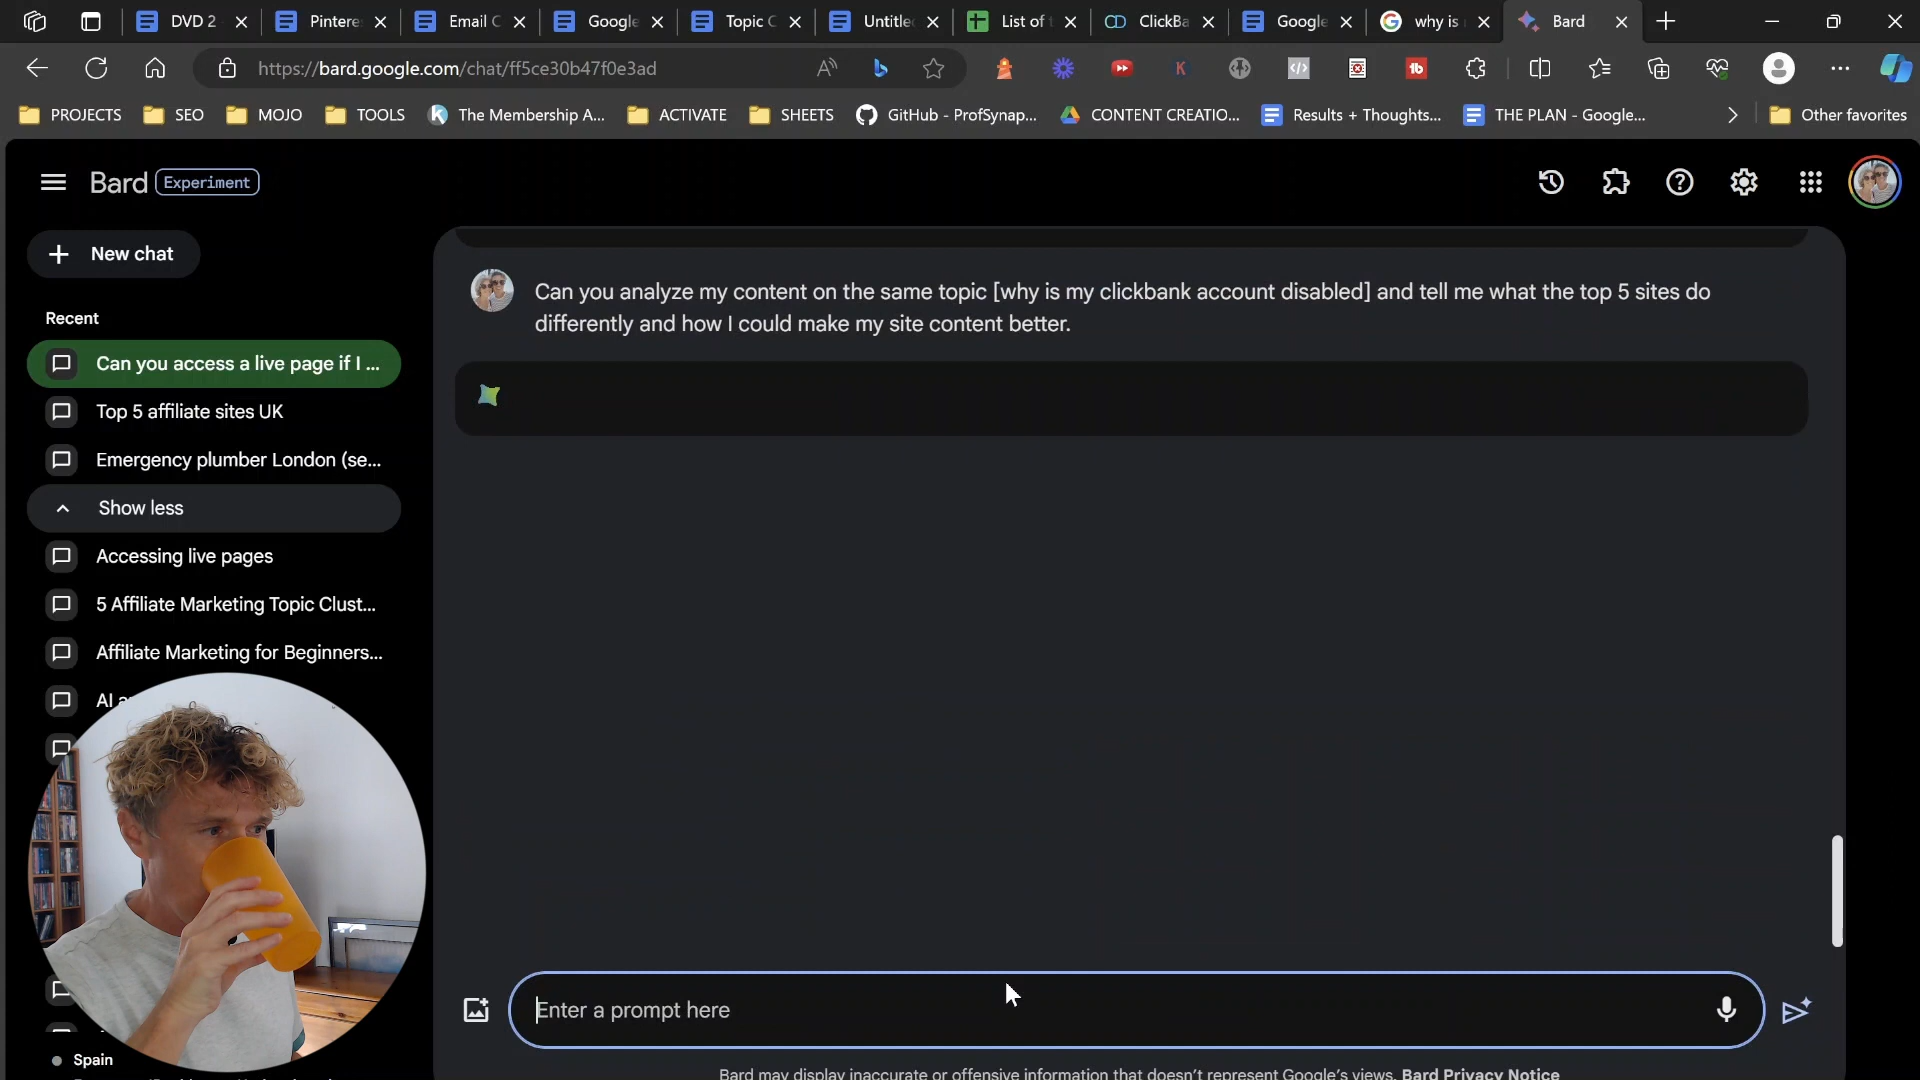 DVD 2
Pintere
Email C
Google
Topic C
Untitle
List of
ClickBa
Google
why is
Bard
https://bard.google.com/chat/ff5ce30b47f0e3ad
PROJECTS
SEO
MOJO
TOOLS
The Membership A...
ACTIVATE
SHEETS
GitHub - ProfSynap...
CONTENT CREATIO...
Results + Thoughts...
THE PLAN - Google...
Other favorites
Bard Experiment
New chat
Recent
Can you access a live page if I ...
Top 5 affiliate sites UK
Emergency plumber London (se...
Show less
Accessing live pages
5 Affiliate Marketing Topic Clust...
Affiliate Marketing for Beginners...
Spain
Can you analyze my content on the same topic [why is my clickbank account disabled] and tell me what the top 5 sites do
differently and how I could make my site content better.
Enter a prompt here
Bard may display inaccurate or offensive information that doesn't represent Google's views. Bard Privacy Notice